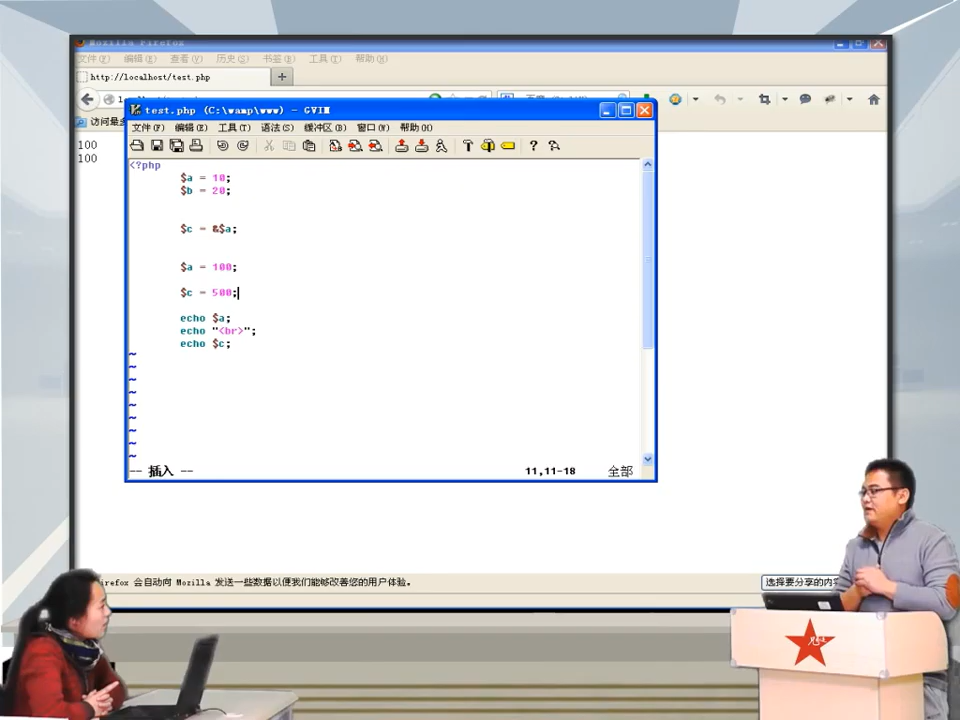 Mozilla Firefox
文件(F) 编辑(E) 查看(V) 历史(S) 书签(B) 工具(T) 帮助(H)
http://localhost/test.php
test.php (C:\wamp\www) - GVIM
文件(F) 编辑(E) 工具(T) 语法(S) 缓冲区(B) 窗口(W) 帮助(H)
访问最多
100
100
<?php
$a = 10;
$b = 20;
$c = &$a;
$a = 100;
$c = 500;
echo $a;
echo "<br>";
echo $c;
~
~
~
~
~
~
~
~
~
-- 插入 -- 11,11-18 全部
irefox 会自动向 Mozilla 发送一些数据以便我们能够改善您的用户体验。
选择要分享的内容